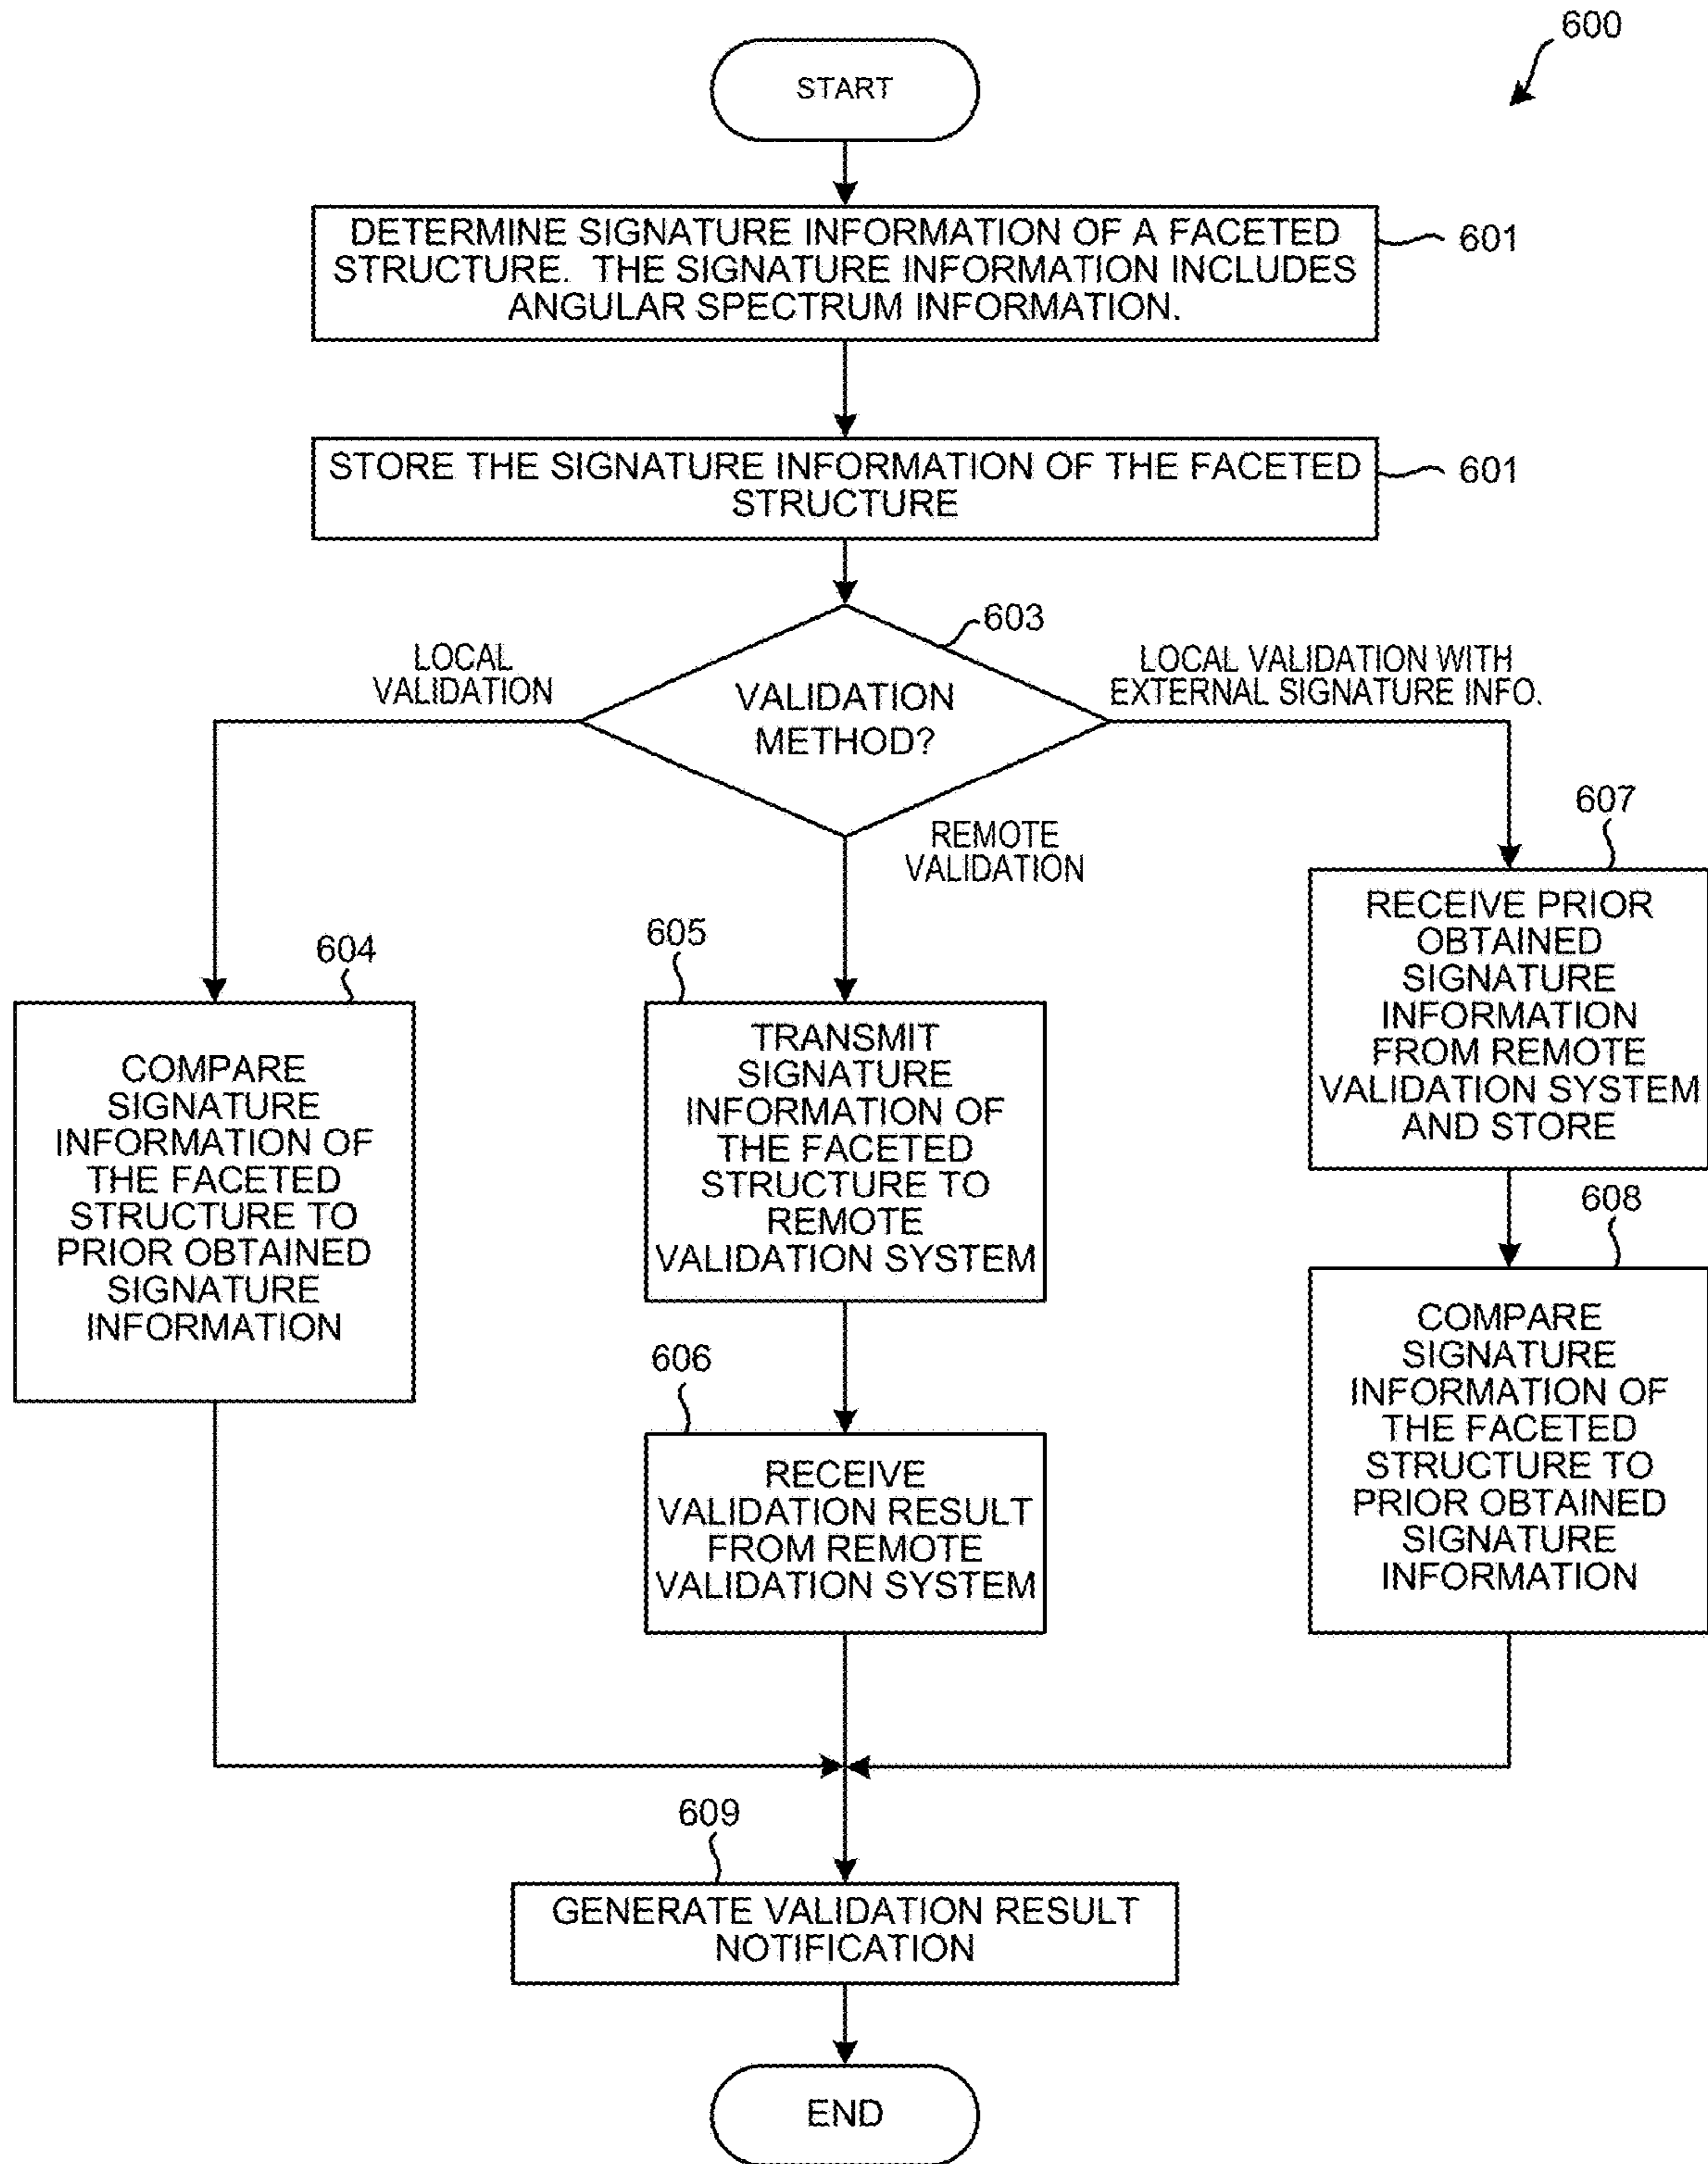 600
START
DETERMINE SIGNATURE INFORMATION OF A FACETED
STRUCTURE. THE SIGNATURE INFORMATION INCLUDES
ANGULAR SPECTRUM INFORMATION.
601
STORE THE SIGNATURE INFORMATION OF THE FACETED
STRUCTURE
601
603
VALIDATION
METHOD?
LOCAL
VALIDATION
REMOTE
VALIDATION
LOCAL VALIDATION WITH
EXTERNAL SIGNATURE INFO.
604
COMPARE
SIGNATURE
INFORMATION OF
THE FACETED
STRUCTURE TO
PRIOR OBTAINED
SIGNATURE
INFORMATION
605
TRANSMIT
SIGNATURE
INFORMATION OF
THE FACETED
STRUCTURE TO
REMOTE
VALIDATION SYSTEM
606
RECEIVE
VALIDATION RESULT
FROM REMOTE
VALIDATION SYSTEM
607
RECEIVE PRIOR
OBTAINED
SIGNATURE
INFORMATION
FROM REMOTE
VALIDATION SYSTEM
AND STORE
608
COMPARE
SIGNATURE
INFORMATION OF
THE FACETED
STRUCTURE TO
PRIOR OBTAINED
SIGNATURE
INFORMATION
609
GENERATE VALIDATION RESULT
NOTIFICATION
END